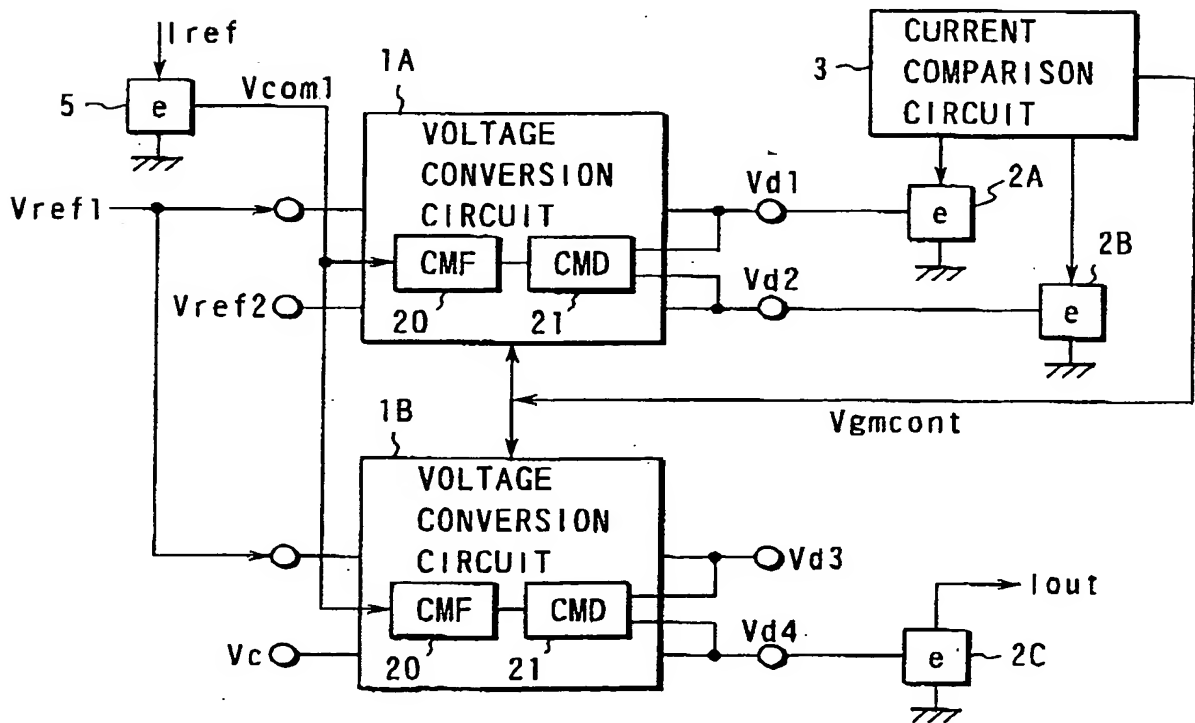 Iref
5
e
Vcom1
1A
VOLTAGE
CONVERSION
CIRCUIT
CMF
CMD
20
21
3
CURRENT
COMPARISON
CIRCUIT
Vref1
Vref2
Vd1
Vd2
e
2A
e
2B
Vgmcont
1B
VOLTAGE
CONVERSION
CIRCUIT
CMF
CMD
20
21
Vc
Vd3
Vd4
Iout
e
2C